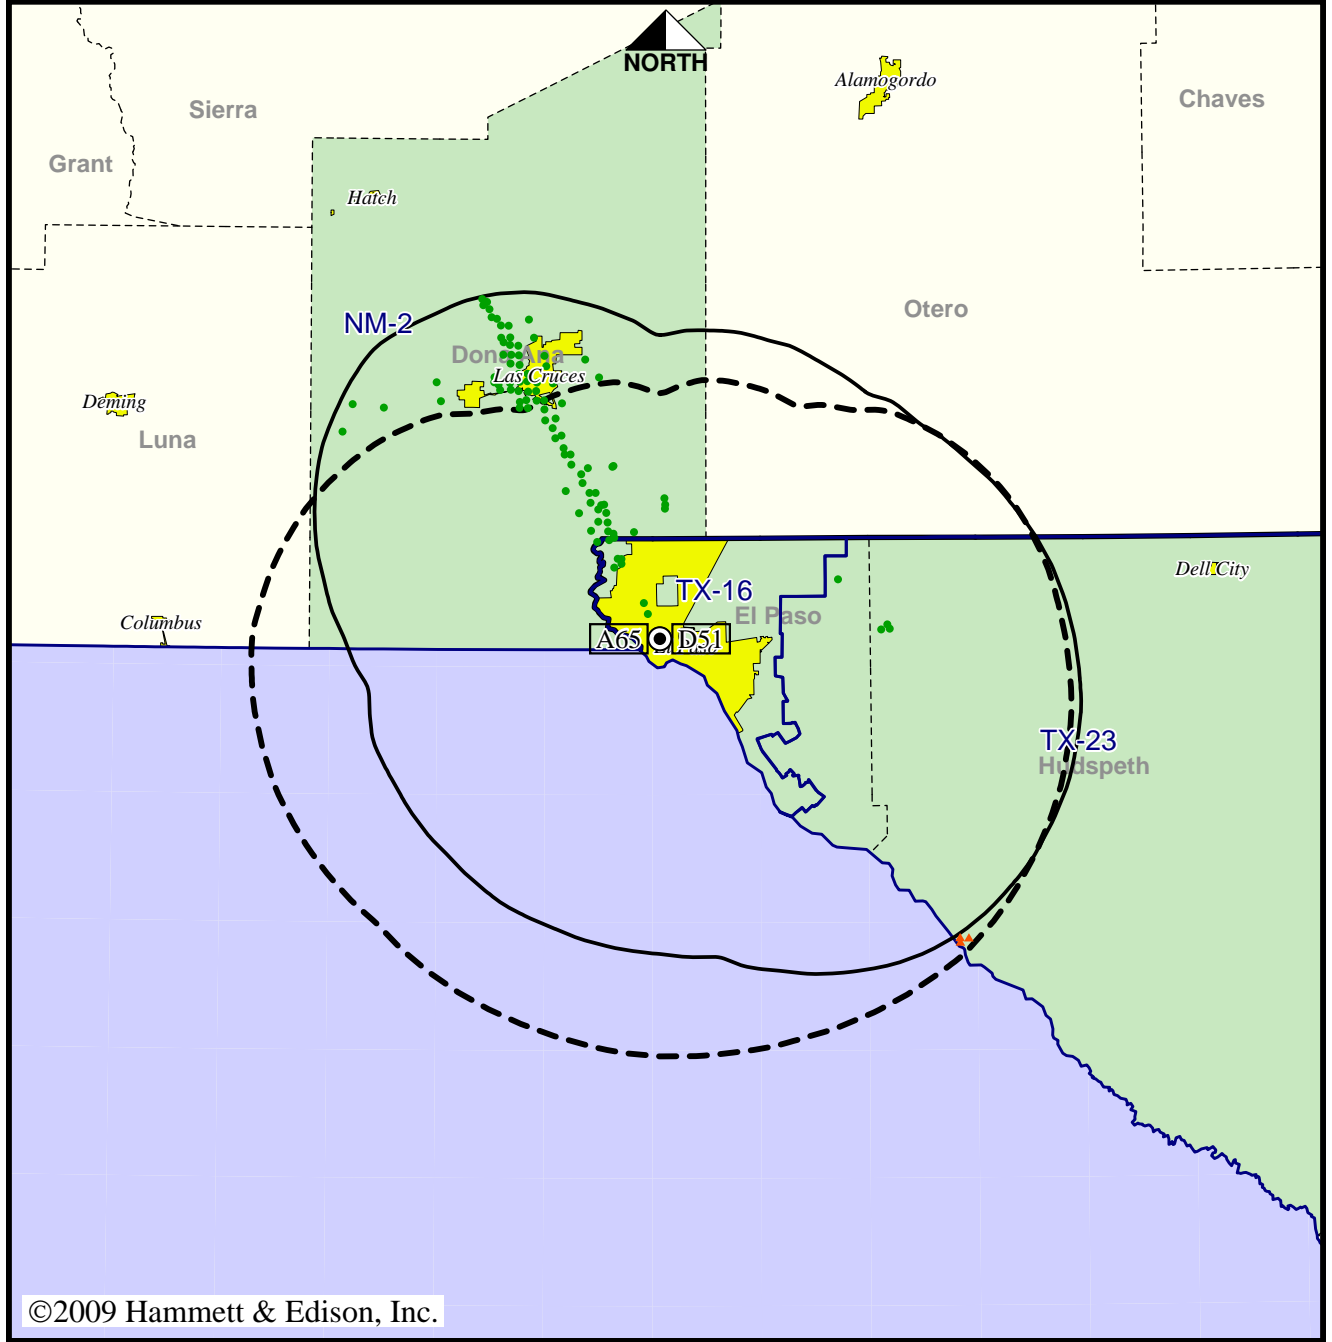 NORTH
Alamogordo
Chaves
Sierra
Grant
Hatch
Otero
NM-2
Dona Ana
Las Cruces
Deming
Luna
Dell City
TX-16
El Paso
Columbus
A65
D51
TX-23
Hudspeth
©2009 Hammett & Edison, Inc.